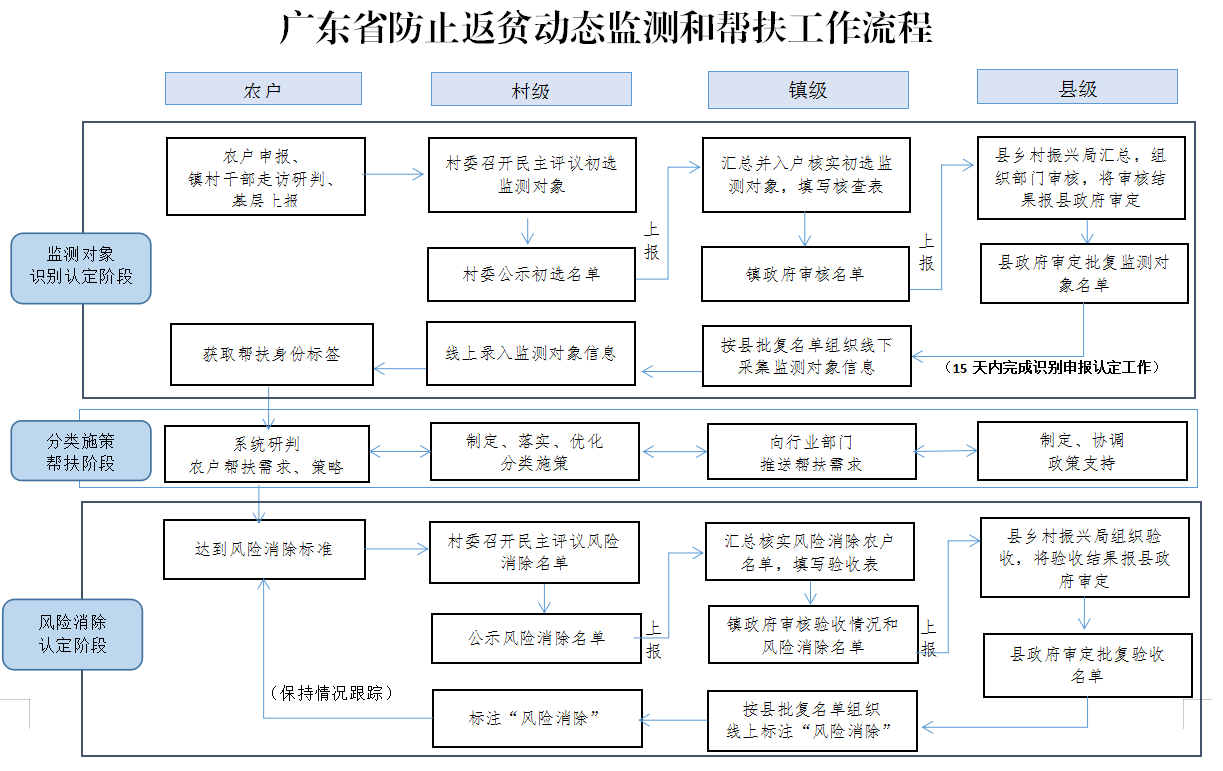 广东省防止返贫动态监测和帮扶工作流程
农户
村级
镇级
县级
监测对象
识别认定阶段
农户申报、
镇村干部走访研判、
基层上报
村委召开民主评议初选
监测对象
村委公示初选名单
上
报
汇总并入户核实初选监
测对象，填写核查表
镇政府审核名单
上
报
县乡村振兴局汇总，组
织部门审核，将审核结
果报县政府审定
县政府审定批复监测对
象名单
获取帮扶身份标签
线上录入监测对象信息
按县批复名单组织线下
采集监测对象信息
（15 天内完成识别申报认定工作）
分类施策
帮扶阶段
系统研判
农户帮扶需求、策略
制定、落实、优化
分类施策
向行业部门
推送帮扶需求
制定、协调
政策支持
风险消除
认定阶段
达到风险消除标准
村委召开民主评议风险
消除名单
公示风险消除名单
上
报
汇总核实风险消除农户
名单，填写验收表
镇政府审核验收情况和
风险消除名单
上
报
县乡村振兴局组织验
收，将验收结果报县政
府审定
县政府审定批复验收
名单
（保持情况跟踪）
标注“风险消除”
按县批复名单组织
线上标注“风险消除”